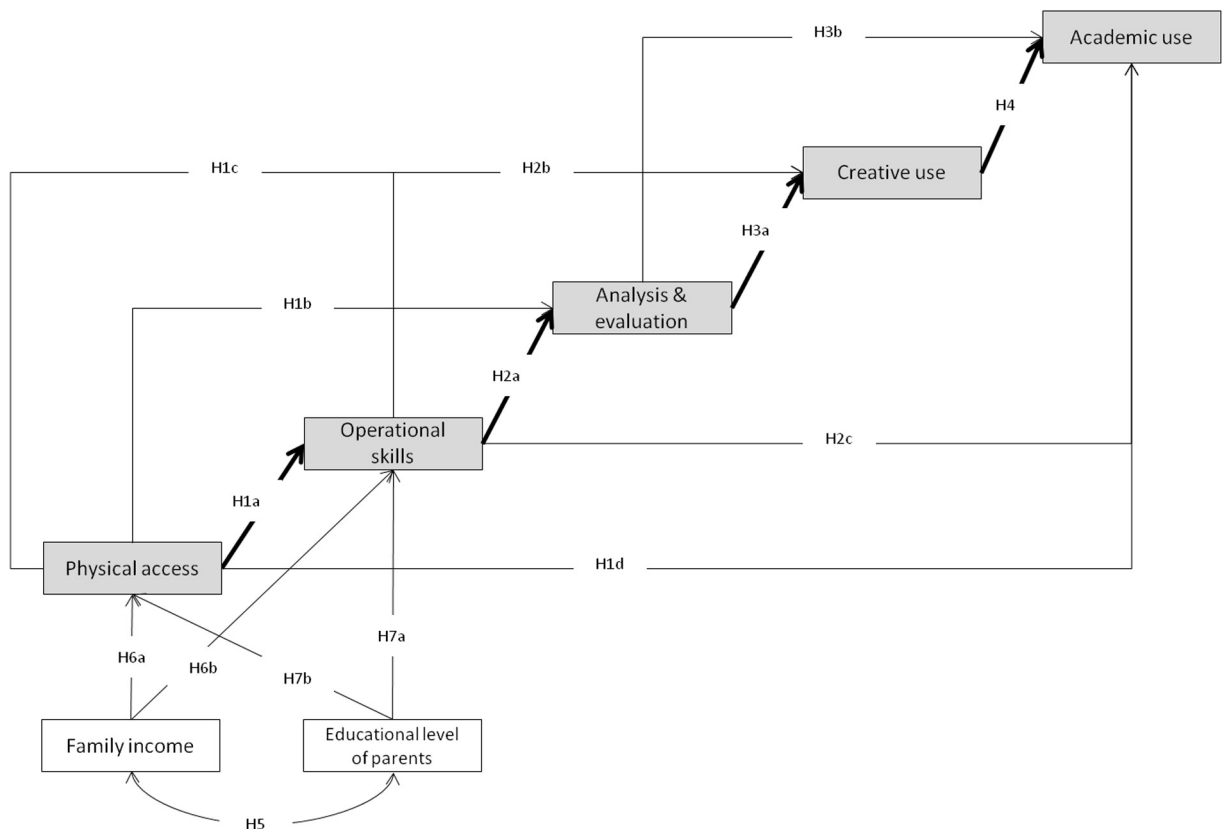 H3b
Academic use
H4
H1c
H2b
Creative use
H3a
H1b
Analysis &
evaluation
H2a
Operational
skills
H2c
H1a
Physical access
H1d
H7a
H6a
H6b
H7b
Family income
Educational level
of parents
H5